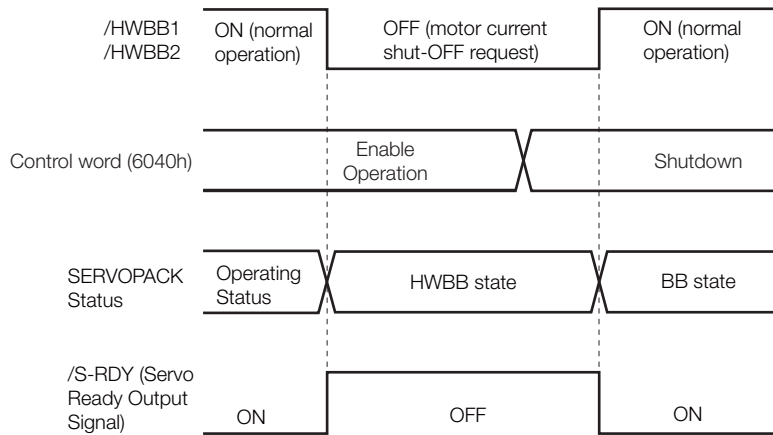 /HWBB1
/HWBB2
ON (normal
operation)
OFF (motor current
shut-OFF request)
ON (normal
operation)
Control word (6040h)
Enable
Operation
Shutdown
SERVOPACK
Status
Operating
Status
HWBB state
BB state
/S-RDY (Servo
Ready Output
Signal)
ON
OFF
ON